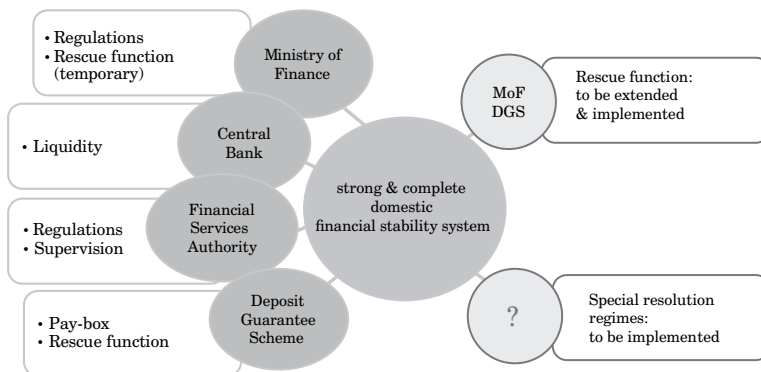 • Regulations
• Rescue function
(temporary)
Ministry of
Finance
• Liquidity
Central
Bank
• Regulations
• Supervision
Financial
Services
Authority
• Pay-box
• Rescue function
Deposit
Guarantee
Scheme
strong & complete
domestic
financial stability system
MoF
DGS
Rescue function:
to be extended
& implemented
?
Special resolution
regimes:
to be implemented